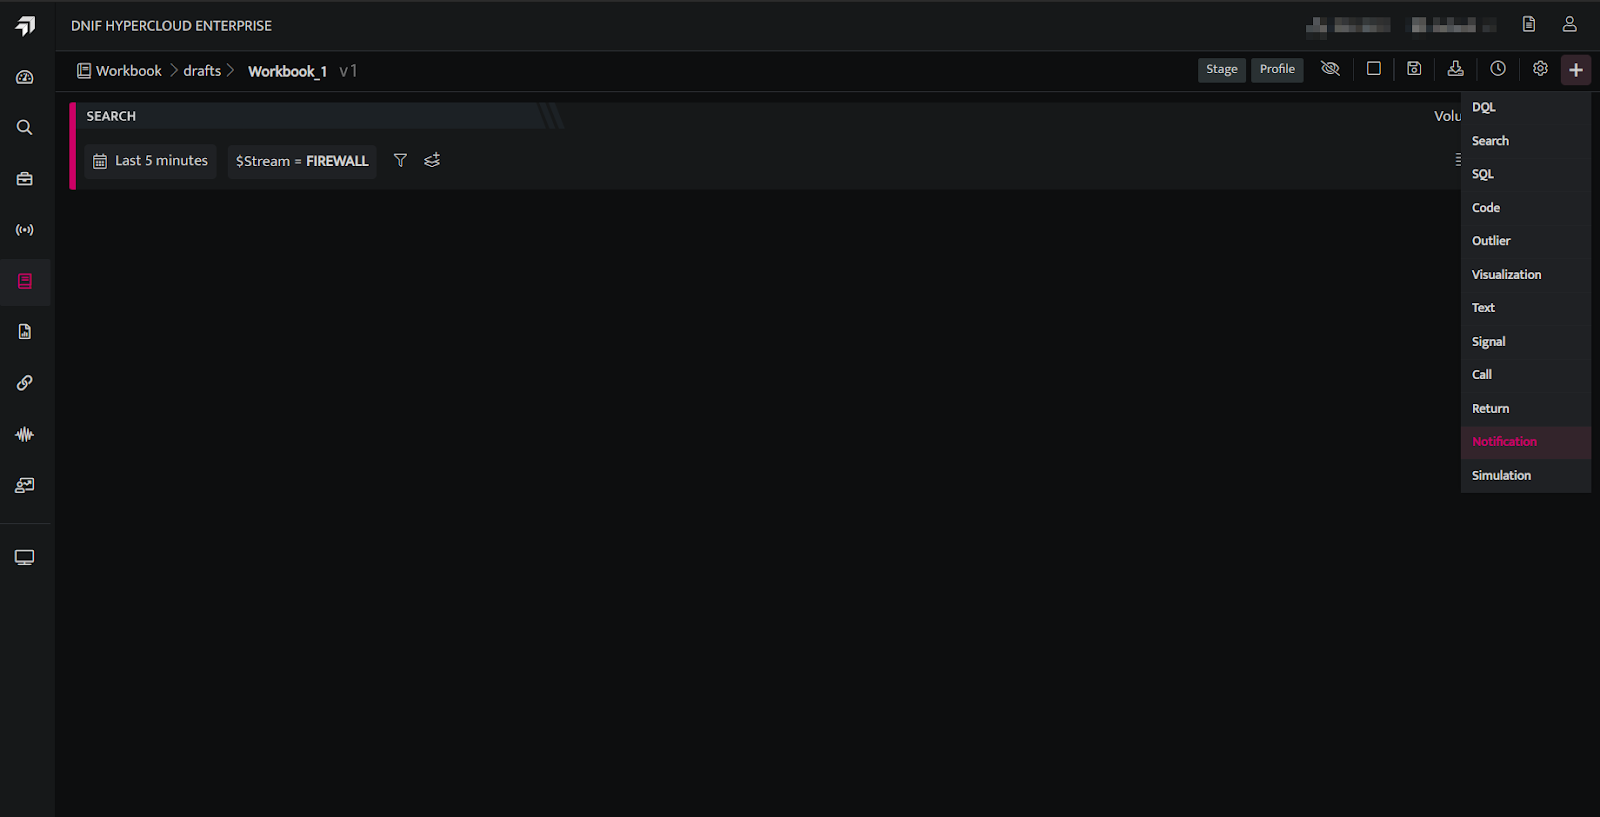 DNIF HYPERCLOUD ENTERPRISE
Workbook drafts Workbook_1 v1
Stage Profile
SEARCH
Volu
Last 5 minutes $Stream = FIREWALL
DQL
Search
SQL
Code
Outlier
Visualization
Text
Signal
Call
Return
Notification
Simulation